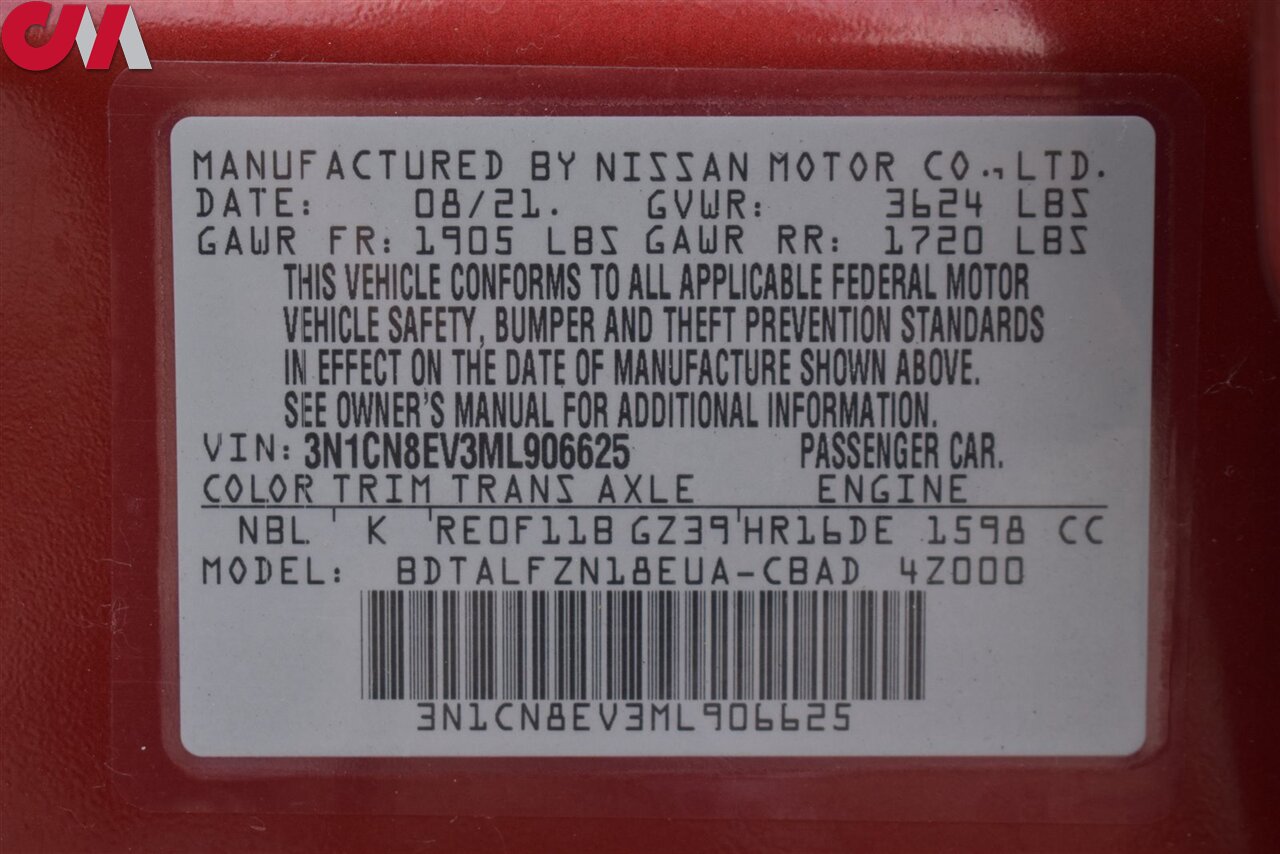 CM
MANUFACTURED BY NISSAN MOTOR CO., LTD.
DATE: 08/21. GVWR: 3624 LBS
GAWR FR: 1905 LBS GAWR RR: 1720 LBS
THIS VEHICLE CONFORMS TO ALL APPLICABLE FEDERAL MOTOR
VEHICLE SAFETY, BUMPER AND THEFT PREVENTION STANDARDS
IN EFFECT ON THE DATE OF MANUFACTURE SHOWN ABOVE.
SEE OWNER'S MANUAL FOR ADDITIONAL INFORMATION.
VIN: 3N1CN8EV3ML906625 PASSENGER CAR.
COLOR TRIM TRANS AXLE ENGINE
NBL K RE0F11B GZ39 HR16DE 1598 CC
MODEL: BDTALFZN18EUA-CBAD 4Z000
3N1CN8EV3ML906625